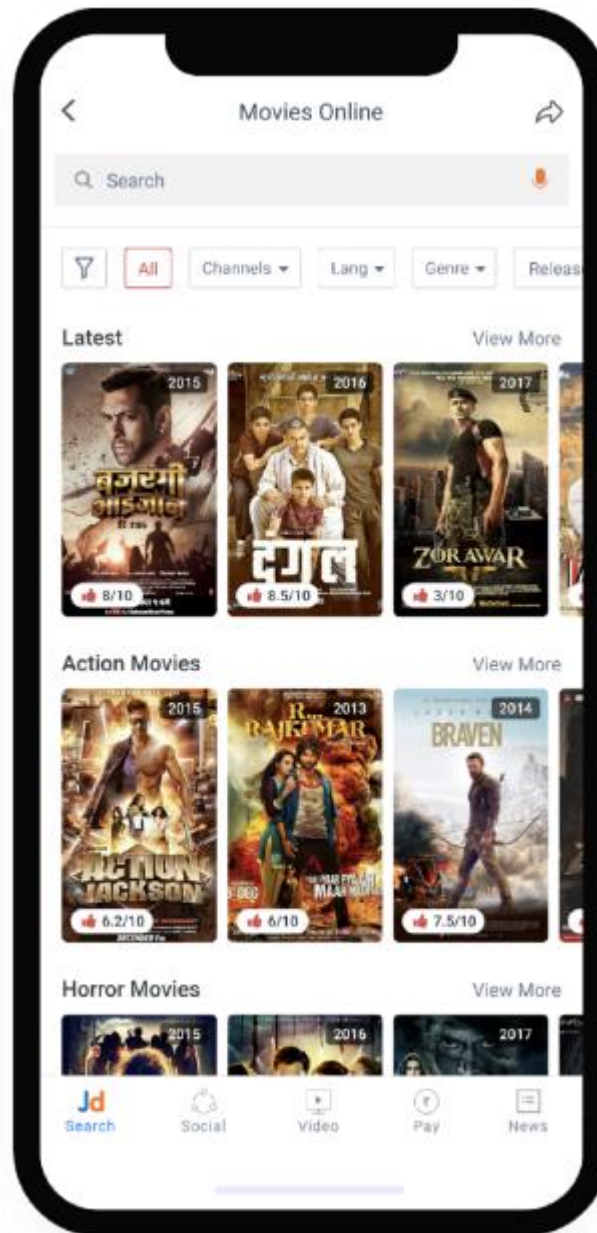 Movies Online
Search
All
Channels
Lang
Genre
Releas
Latest
View More
2015
बजरंगी
भाईजान
8/10
2016
दंगल
8.5/10
2017
ZORAWAR
3/10
Action Movies
View More
2015
ACTION
JACKSON
6.2/10
2013
R...
RAJKUMAR
6/10
2014
BRAVEN
7.5/10
Horror Movies
View More
2015
2016
2017
Jd
Search
Social
Video
₹
Pay
News